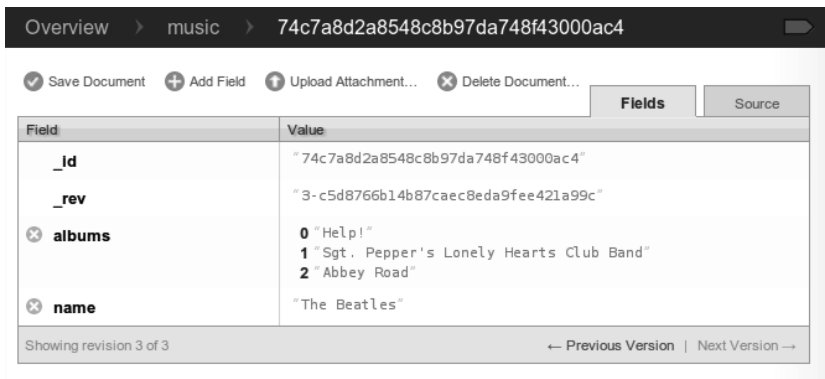 Overview > music > 74c7a8d2a8548c8b97da748f43000ac4
Save Document Add Field Upload Attachment... Delete Document...
Fields Source
Field Value
_id "74c7a8d2a8548c8b97da748f43000ac4"
_rev "3-c5d8766b14b87caec8eda9fee421a99c"
albums 0 "Help!"
1 "Sgt. Pepper's Lonely Hearts Club Band"
2 "Abbey Road"
name "The Beatles"
Showing revision 3 of 3 ← Previous Version | Next Version →